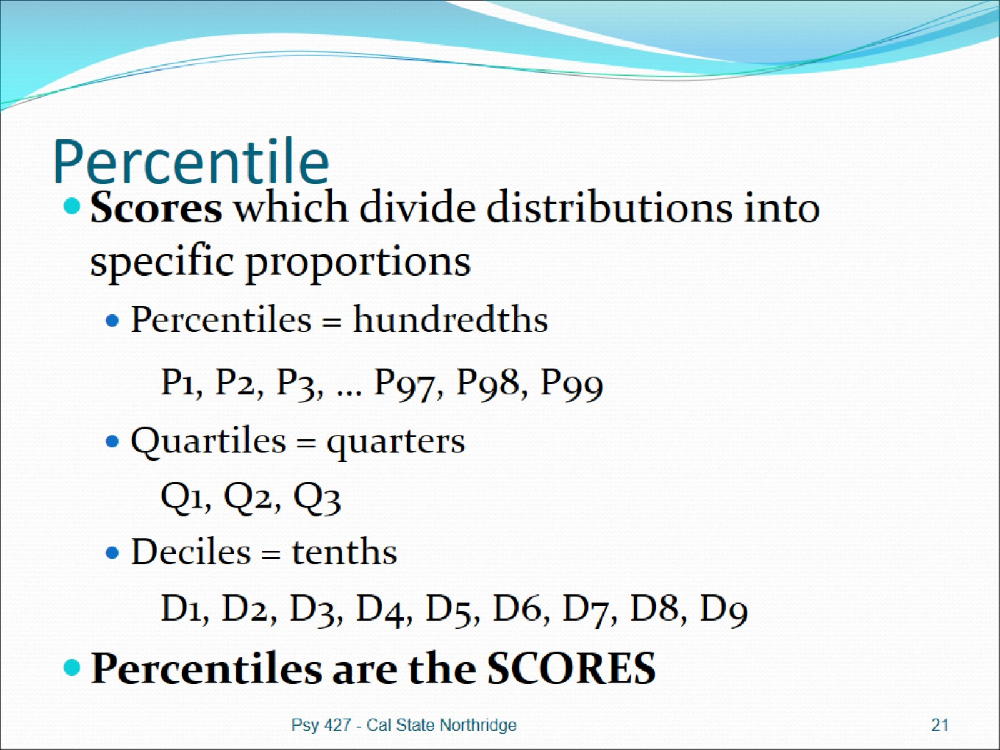 Percentile
• Scores which divide distributions into
specific proportions
• Percentiles = hundredths
P1, P2, P3, ... P97, P98, P99
• Quartiles = quarters
Q1, Q2, Q3
• Deciles = tenths
D1, D2, D3, D4, D5, D6, D7, D8, D9
• Percentiles are the SCORES
Psy 427 - Cal State Northridge 21